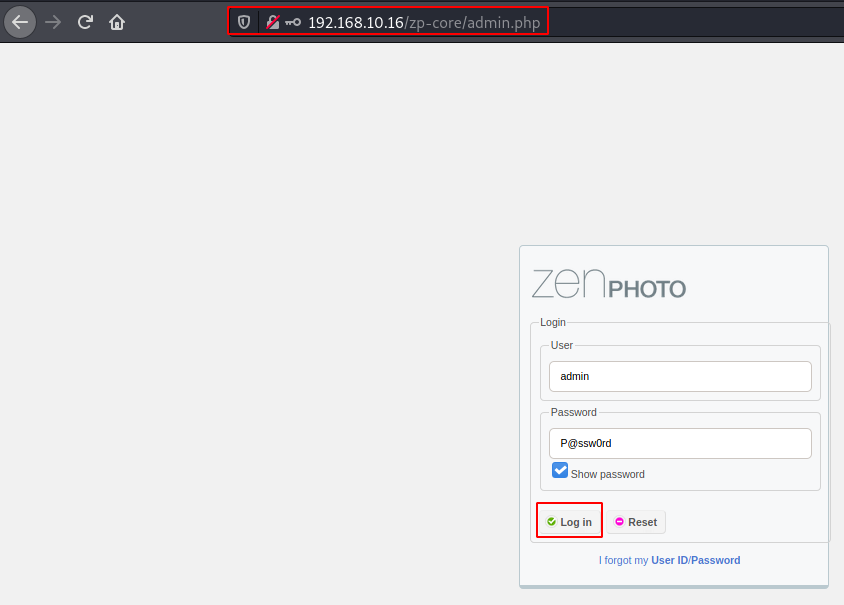 192.168.10.16/zp-core/admin.php
zenPHOTO
Login
User
admin
Password
P@ssw0rd
Show password
Log in
Reset
I forgot my User ID/Password